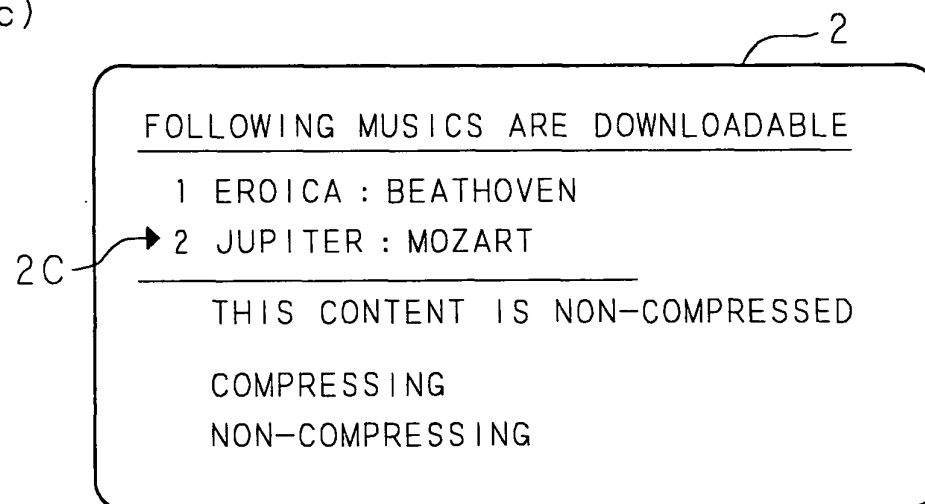 c)
2
FOLLOWING MUSICS ARE DOWNLOADABLE
1 EROICA : BEATHOVEN
2 JUPITER : MOZART
2C
THIS CONTENT IS NON-COMPRESSED
COMPRESSING
NON-COMPRESSING